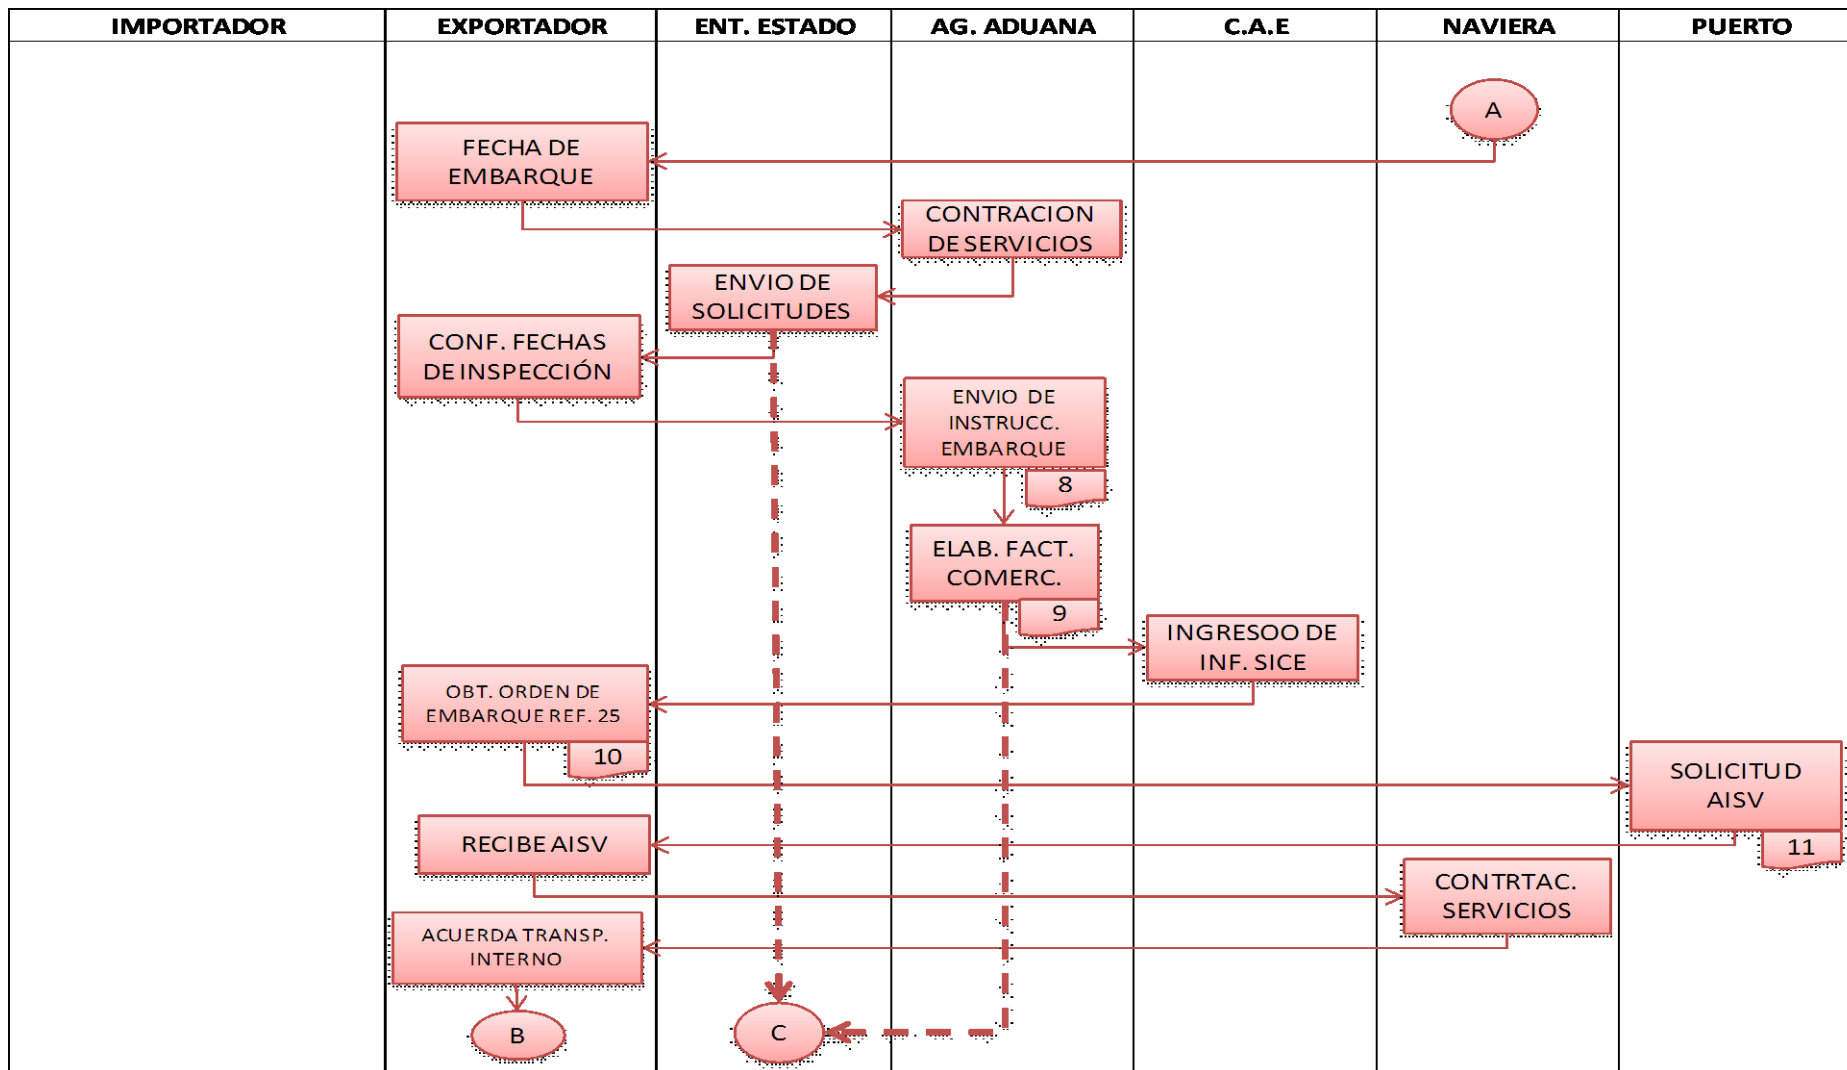 IMPORTADOR EXPORTADOR ENT. ESTADO AG. ADUANA C.A.E NAVIERA PUERTO
A
FECHA DE
EMBARQUE
CONTRACION
DE SERVICIOS
ENVIO DE
SOLICITUDES
CONF. FECHAS
DE INSPECCIÓN
ENVIO DE
INSTRUCC.
EMBARQUE
8
ELAB. FACT.
COMERC.
9
INGRESOO DE
INF. SICE
OBT. ORDEN DE
EMBARQUE REF. 25
10
SOLICITUD
AISV
11
RECIBE AISV
CONTRTAC.
SERVICIOS
ACUERDA TRANSP.
INTERNO
B
C